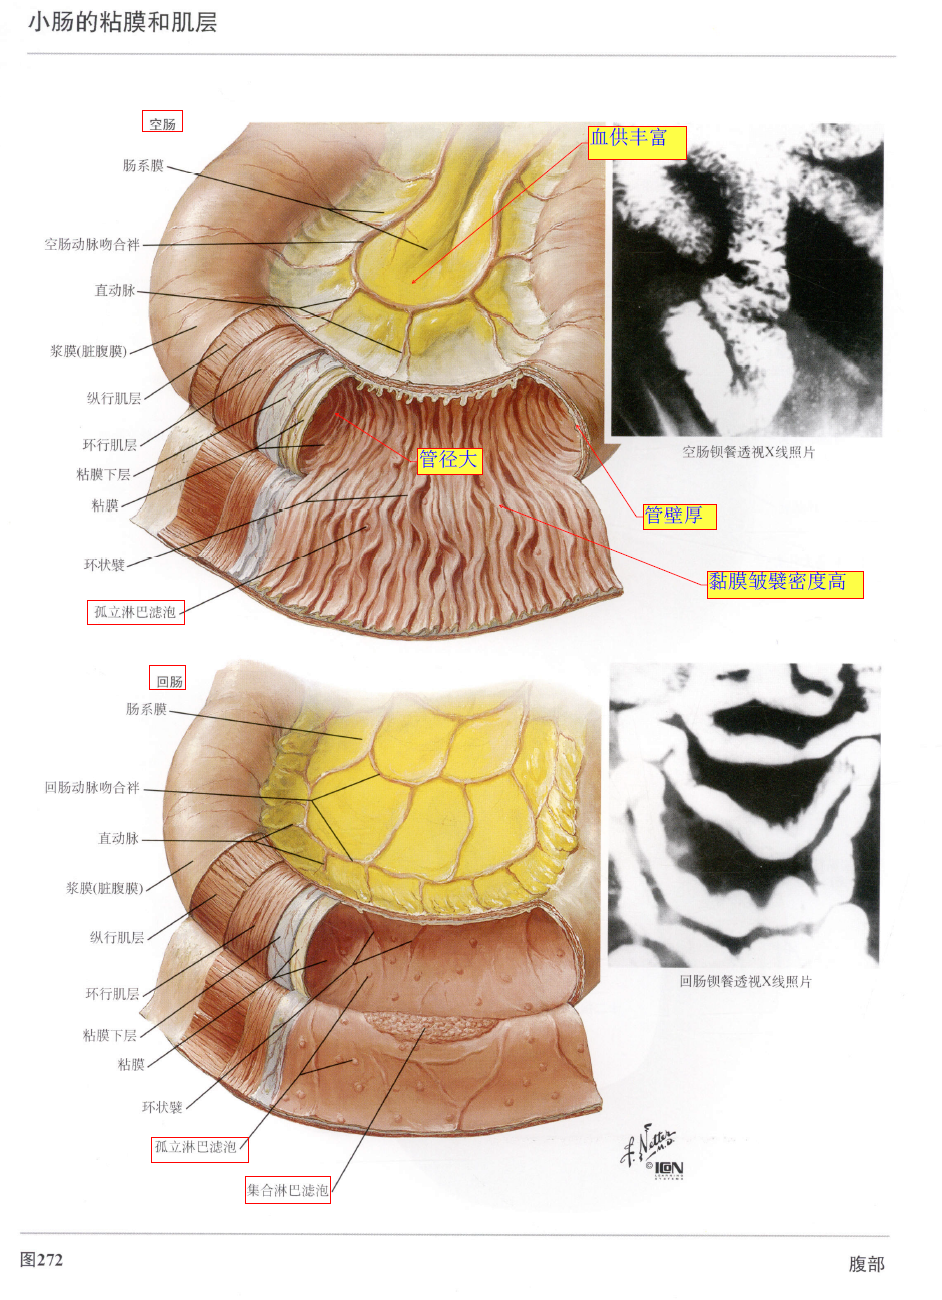 小肠的粘膜和肌层
空肠
血供丰富
肠系膜
空肠动脉吻合袢
直动脉
浆膜(脏腹膜)
纵行肌层
环行肌层
空肠钡餐透视X线照片
管径大
粘膜下层
粘膜
管壁厚
环状襞
黏膜皱襞密度高
孤立淋巴滤泡
回肠
肠系膜
回肠动脉吻合袢
直动脉
浆膜(脏腹膜)
纵行肌层
回肠钡餐透视X线照片
环行肌层
粘膜下层
粘膜
环状襞
孤立淋巴滤泡
F. Netter
M.D.
© ICON
LEARNING
SYSTEMS
集合淋巴滤泡
图272
腹部